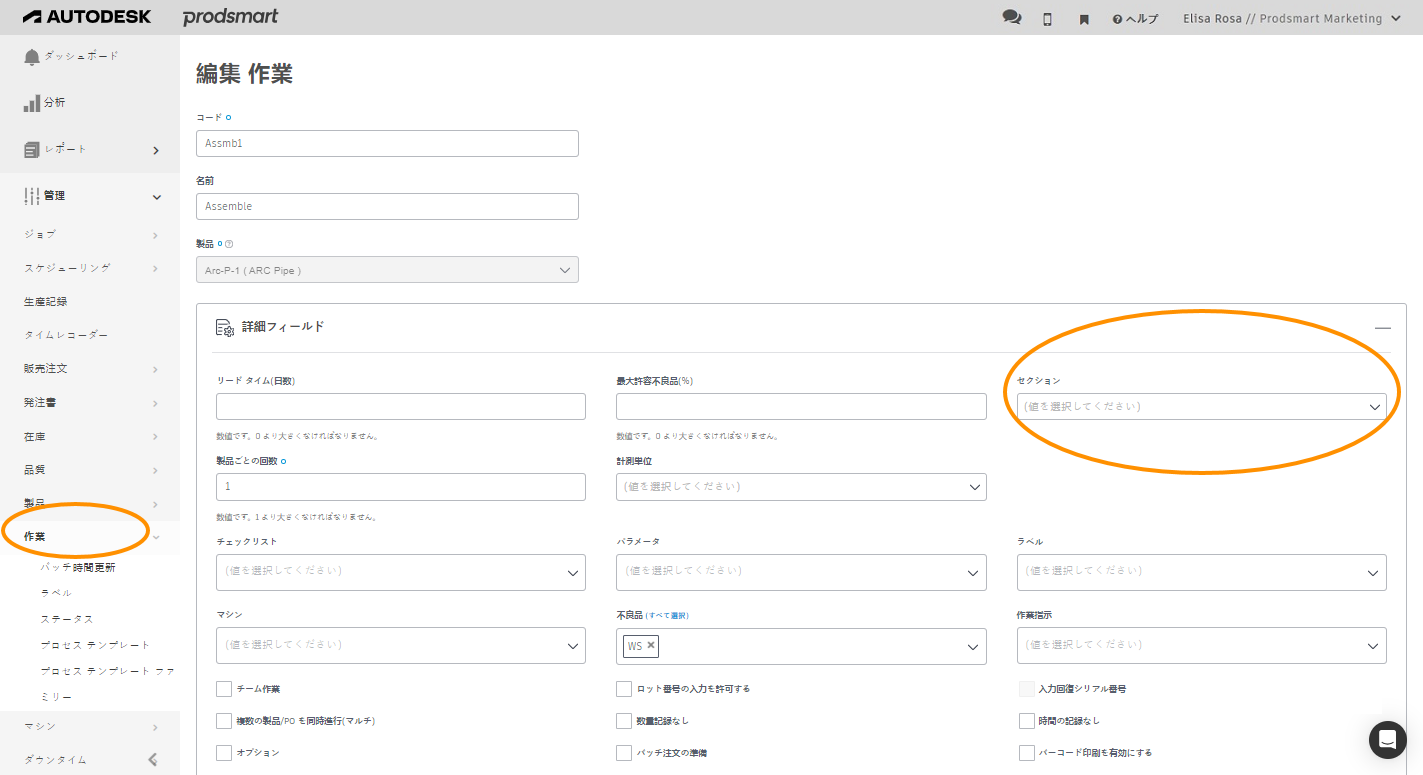 AUTODESK prodsmart ヘルプ Elisa Rosa // Prodsmart Marketing
ダッシュボード
分析
レポート
管理
ジョブ
スケジューリング
生産記録
タイムレコーダー
販売注文
発注書
在庫
品質
製品
作業
バッチ時間更新
ラベル
ステータス
プロセス テンプレート
プロセス テンプレート ファ
ミリー
マシン
ダウンタイム
編集 作業
コード
Assmb1
名前
Assemble
製品
Arc-P-1 ( ARC Pipe )
詳細フィールド
リード タイム(日数) 最大許容不良品(%) セクション
(値を選択してください)
数値です。0 より大きくなければなりません。 数値です。0 より大きくなければなりません。
製品ごとの回数 計測単位
1 (値を選択してください)
数値です。1 より大きくなければなりません。
チェックリスト パラメータ ラベル
(値を選択してください) (値を選択してください) (値を選択してください)
マシン 不良品 (すべて選択) 作業指示
(値を選択してください) WS × (値を選択してください)
チーム作業 ロット番号の入力を許可する 入力回復シリアル番号
複数の製品/PO を同時進行(マルチ) 数量記録なし 時間の記録なし
オプション バッチ注文の準備 バーコード印刷を有効にする